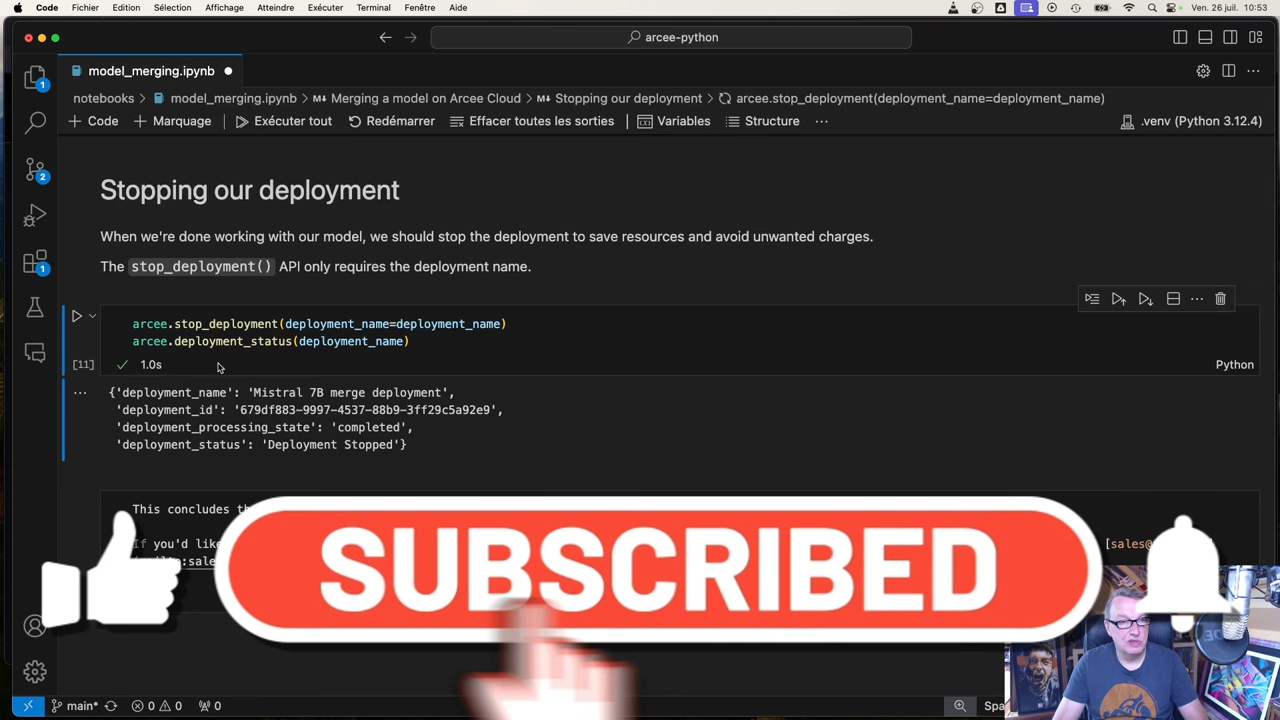 Code Fichier Edition Sélection Affichage Atteindre Exécuter Terminal Fenêtre Aide Ven. 26 juil. 10:53
arcee-python
model_merging.ipynb
notebooks > model_merging.ipynb > Merging a model on Arcee Cloud > Stopping our deployment > arcee.stop_deployment(deployment_name=deployment_name)
+ Code + Marquage Exécuter tout Redémarrer Effacer toutes les sorties Variables Structure ... .venv (Python 3.12.4)
Stopping our deployment
When we're done working with our model, we should stop the deployment to save resources and avoid unwanted charges.
The stop_deployment() API only requires the deployment name.
arcee.stop_deployment(deployment_name=deployment_name)
arcee.deployment_status(deployment_name)
[11] 1.0s Python
{'deployment_name': 'Mistral 7B merge deployment',
'deployment_id': '679df883-9997-4537-88b9-3ff29c5a92e9',
'deployment_processing_state': 'completed',
'deployment_status': 'Deployment Stopped'}
This concludes
If you'd like [sales@
SUBSCRIBED
main* 0 0 0
1
2
1